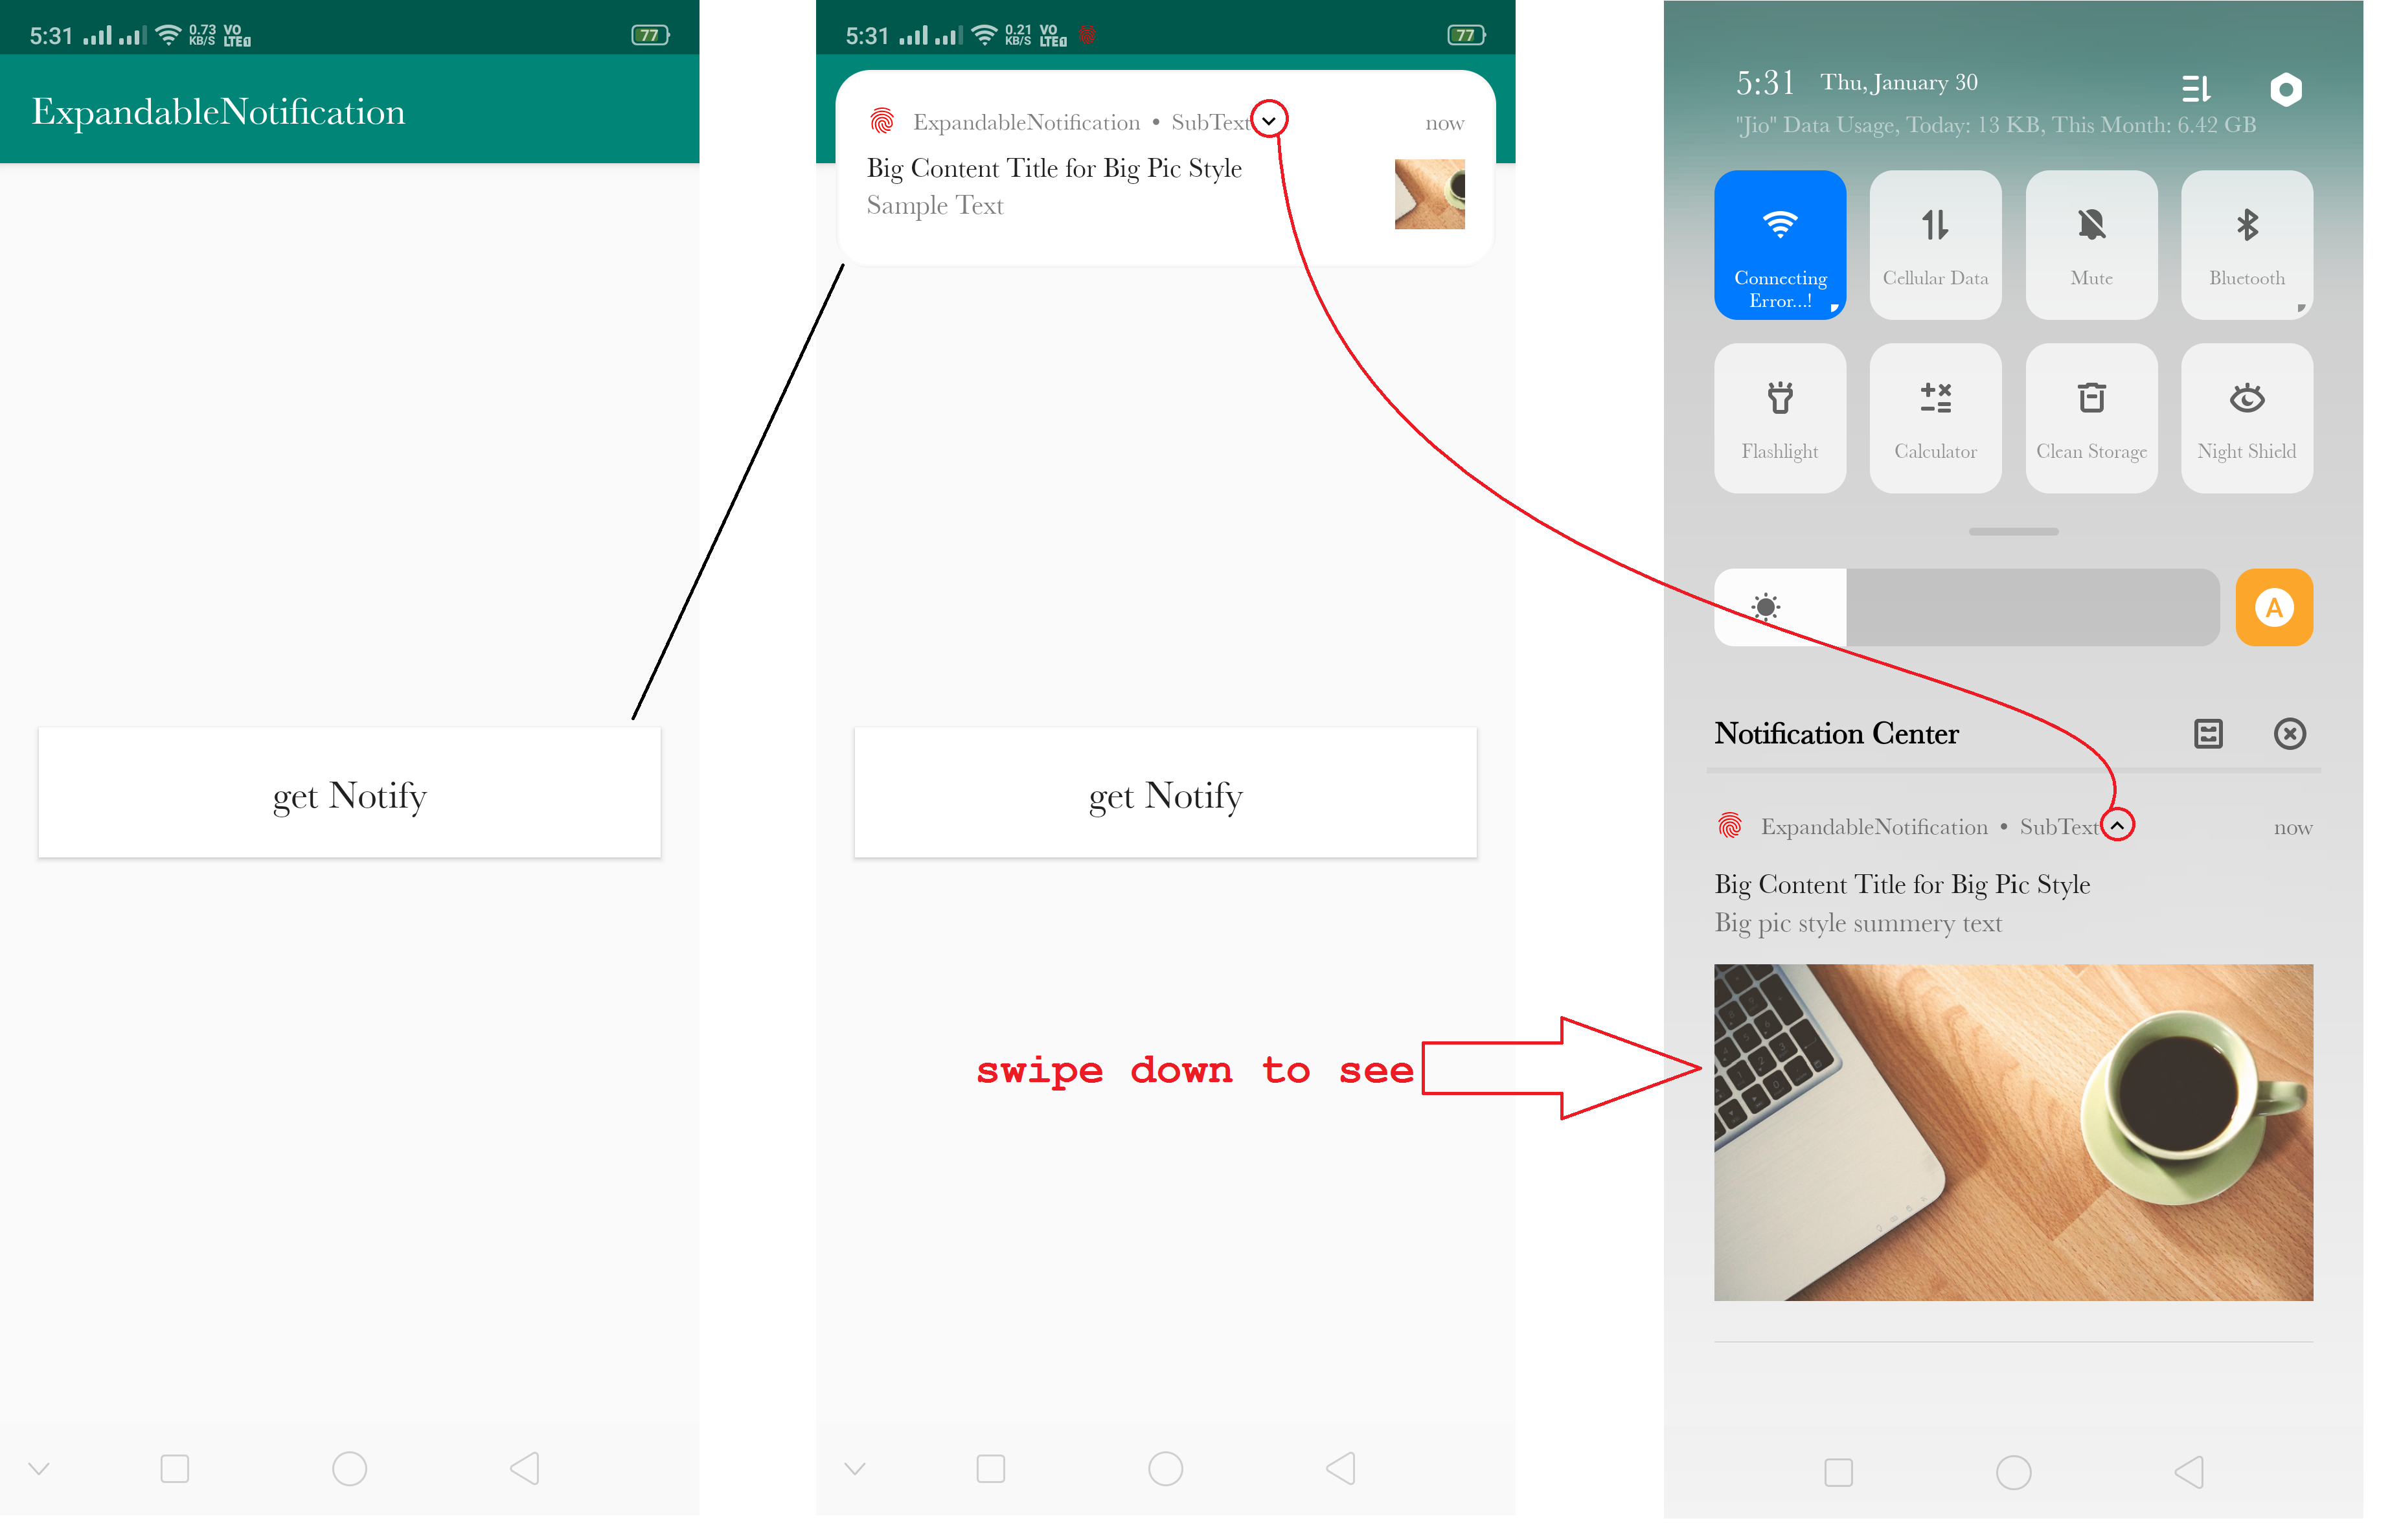 5:31 0.73 KB/S VO LTE1 77
ExpandableNotification
get Notify
5:31 0.21 KB/S VO LTE1 77
ExpandableNotification • SubText now
Big Content Title for Big Pic Style
Sample Text
get Notify
swipe down to see
5:31 Thu, January 30
"Jio" Data Usage, Today: 13 KB, This Month: 6.42 GB
Connecting Error...!
Cellular Data
Mute
Bluetooth
Flashlight
Calculator
Clean Storage
Night Shield
A
Notification Center
ExpandableNotification • SubText now
Big Content Title for Big Pic Style
Big pic style summery text